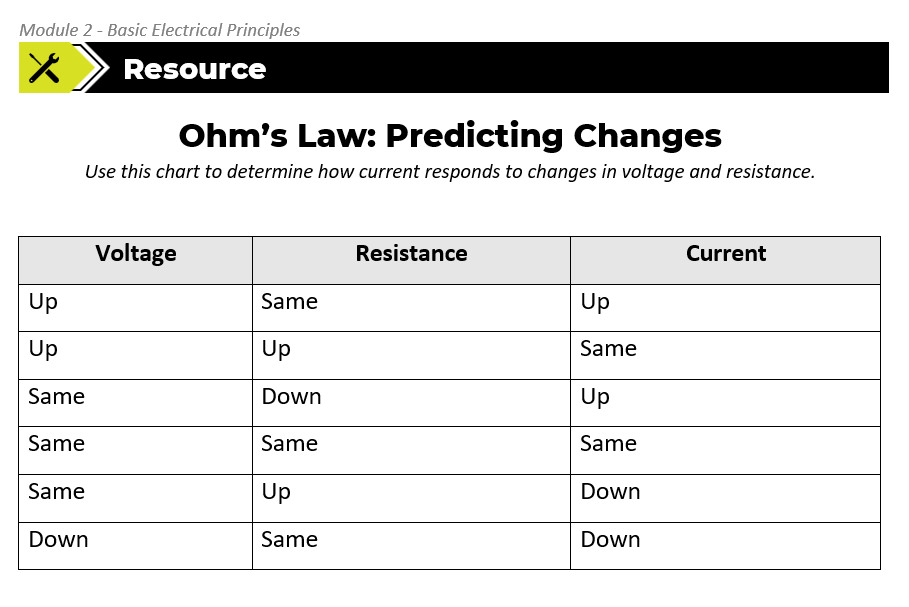 Module 2 - Basic Electrical Principles
Resource
Ohm’s Law: Predicting Changes
Use this chart to determine how current responds to changes in voltage and resistance.
Voltage Resistance Current
Up Same Up
Up Up Same
Same Down Up
Same Same Same
Same Up Down
Down Same Down